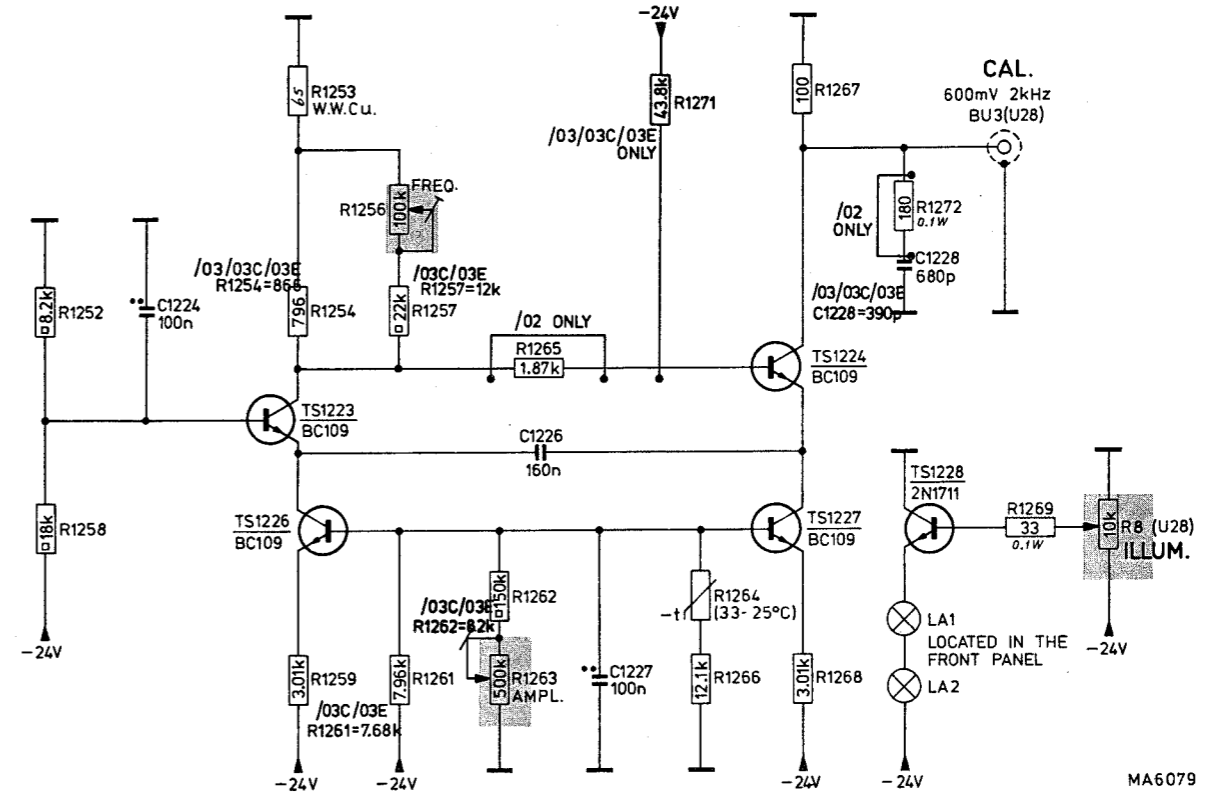 -24V
65
R1253
W.W.Cu.
43.8k
R1271
/03/03C/03E
ONLY
100
R1267
CAL.
600mV 2kHz
BU3(U28)
FREQ.
R1256
100k
/02
ONLY
180
R1272
0.1W
C1228
680p
/03/03C/03E
C1228=390p
8.2k
R1252
C1224
100n
/03/03C/03E
R1254=866
796
R1254
/03C/03E
R1257=12k
22k
R1257
/02 ONLY
R1265
1.87k
TS1224
BC109
TS1223
BC109
C1226
160n
18k
R1258
-24V
TS1226
BC109
TS1227
BC109
TS1228
2N1711
R1269
33
0.1W
10k
R8 (U28)
ILLUM.
-24V
150k
R1262
/03C/03E
R1262=82k
-t
R1264
(33-25°C)
LA1
LOCATED IN THE
FRONT PANEL
LA2
3.01k
R1259
/03C/03E
R1261=7.68k
7.96k
R1261
500k
R1263
AMPL.
C1227
100n
12.1k
R1266
3.01k
R1268
-24V
-24V
-24V
-24V
MA6079